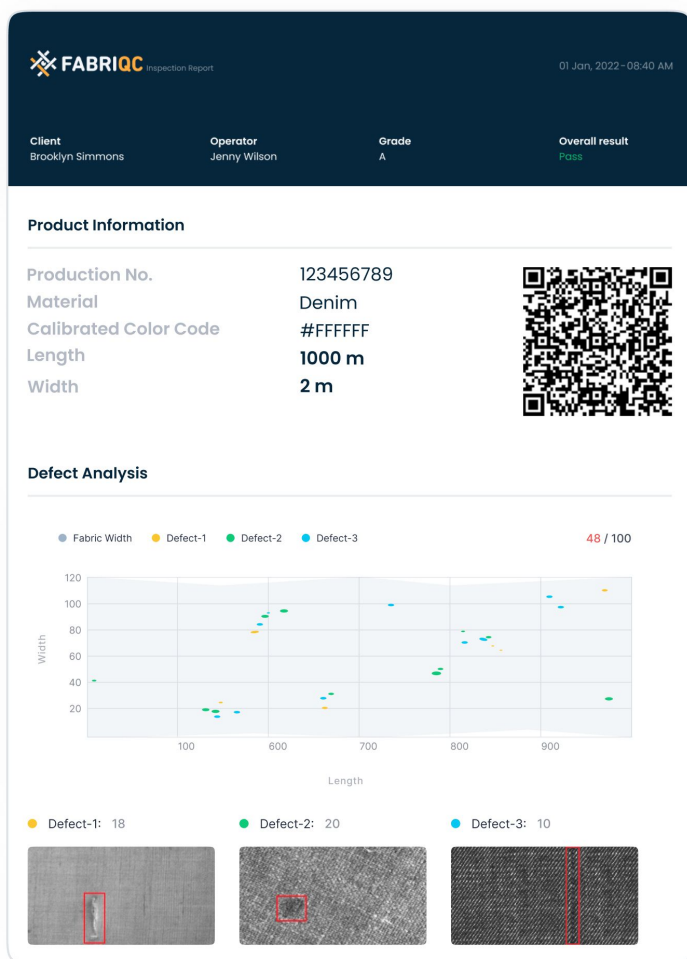 FABRIQC Inspection Report
01 Jan, 2022-08:40 AM
Client Operator Grade Overall result
Brooklyn Simmons Jenny Wilson A Pass
Product Information
Production No. 123456789
Material Denim
Calibrated Color Code #FFFFFF
Length 1000 m
Width 2 m
Defect Analysis
Fabric Width Defect-1 Defect-2 Defect-3 48 / 100
120
100
80
60
40
20
Width
100 600 700 800 900
Length
Defect-1: 18 Defect-2: 20 Defect-3: 10